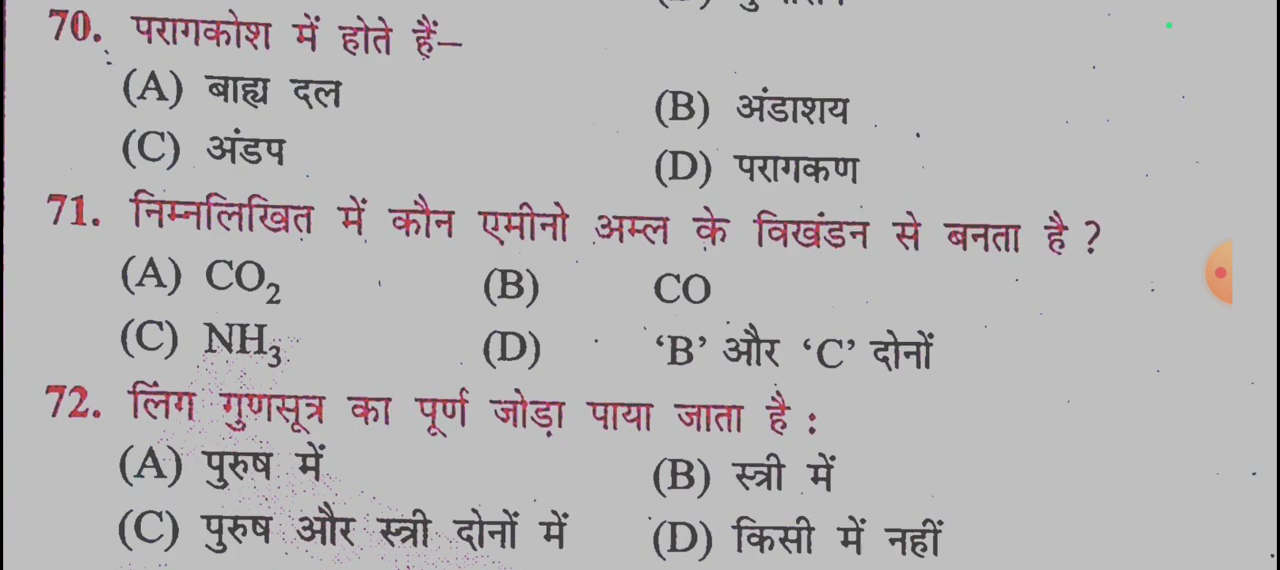 70. परागकोश में होते हैं–
(A) बाह्य दल (B) अंडाशय
(C) अंडप (D) परागकण
71. निम्नलिखित में कौन एमीनो अम्ल के विखंडन से बनता है ?
(A) CO₂ (B) CO
(C) NH₃ (D) ‘B’ और ‘C’ दोनों
72. लिंग गुणसूत्र का पूर्ण जोड़ा पाया जाता है :
(A) पुरुष में (B) स्त्री में
(C) पुरुष और स्त्री दोनों में (D) किसी में नहीं